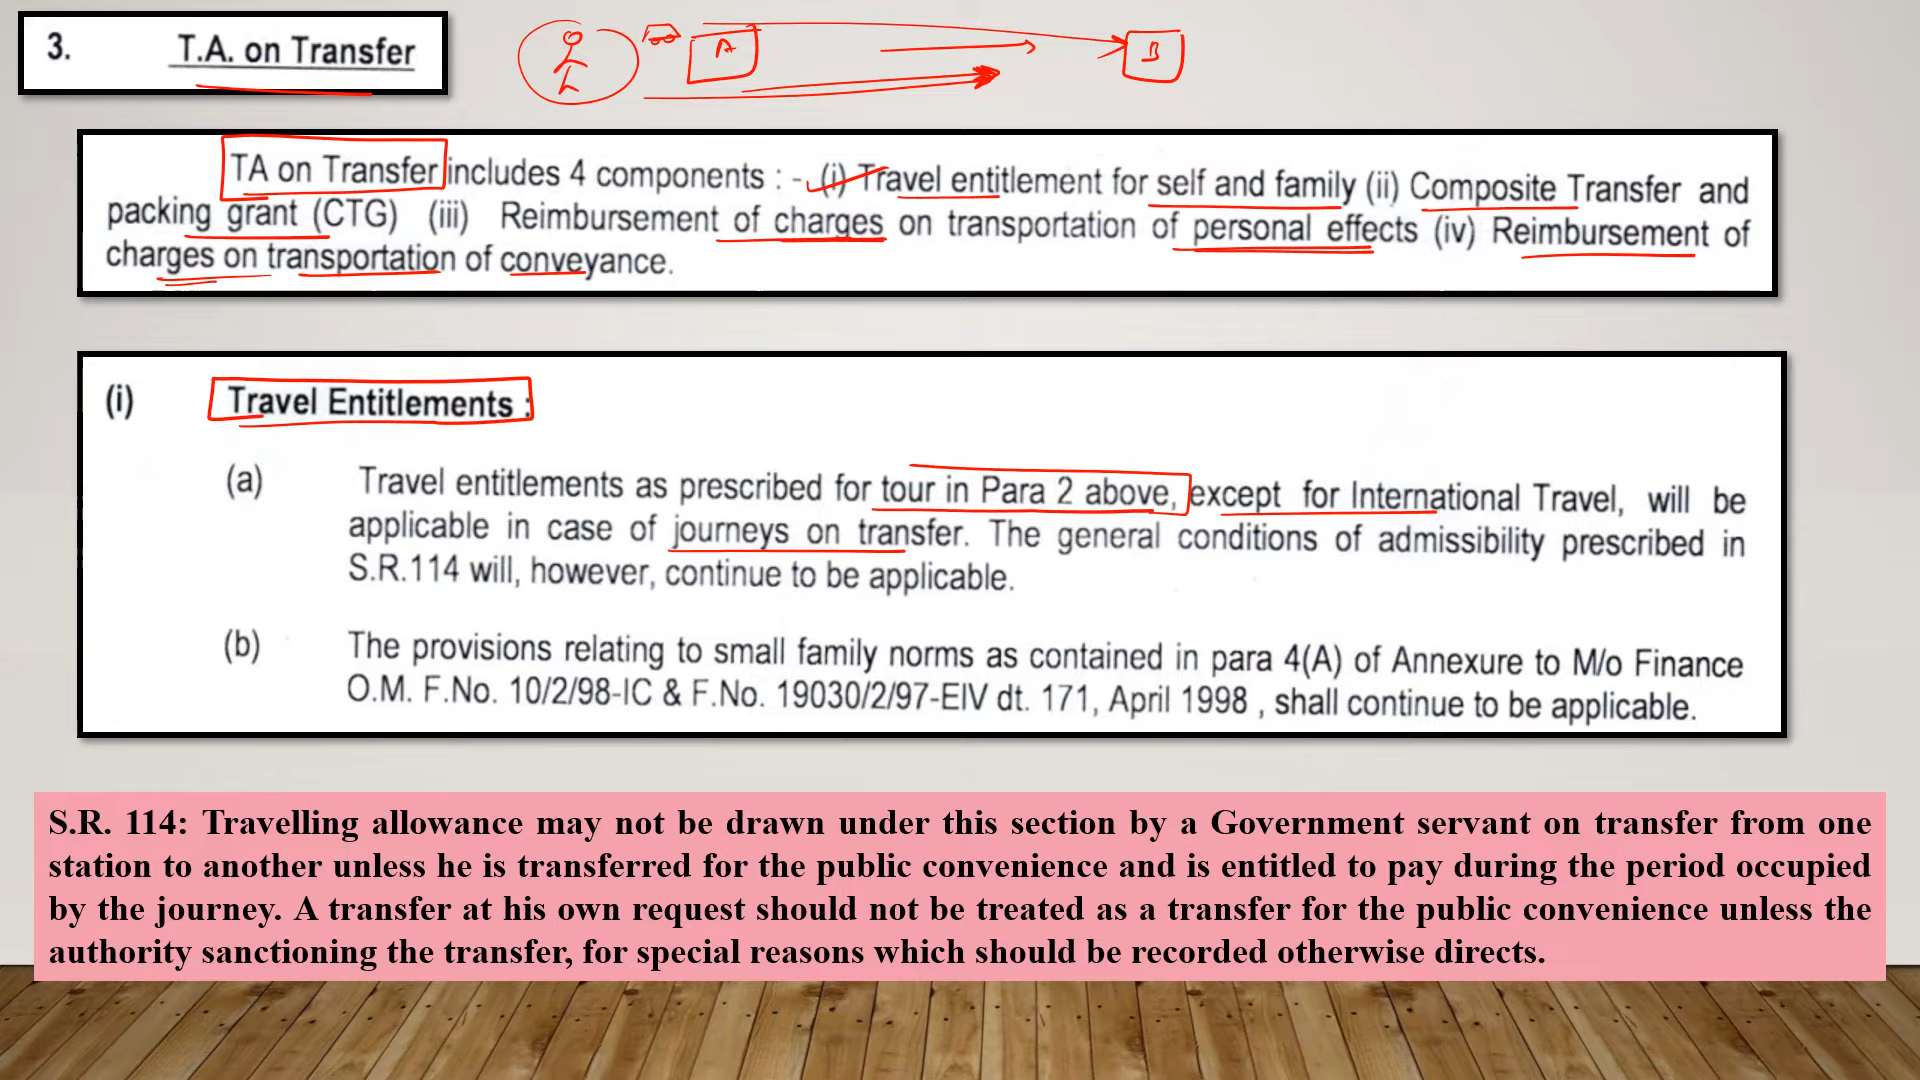 3. T.A. on Transfer
A
B
TA on Transfer includes 4 components : - (i) Travel entitlement for self and family (ii) Composite Transfer and
packing grant (CTG) (iii) Reimbursement of charges on transportation of personal effects (iv) Reimbursement of
charges on transportation of conveyance.
(i) Travel Entitlements :
(a) Travel entitlements as prescribed for tour in Para 2 above, except for International Travel, will be
applicable in case of journeys on transfer. The general conditions of admissibility prescribed in
S.R.114 will, however, continue to be applicable.
(b) The provisions relating to small family norms as contained in para 4(A) of Annexure to M/o Finance
O.M. F.No. 10/2/98-IC & F.No. 19030/2/97-EIV dt. 171, April 1998 , shall continue to be applicable.
S.R. 114: Travelling allowance may not be drawn under this section by a Government servant on transfer from one
station to another unless he is transferred for the public convenience and is entitled to pay during the period occupied
by the journey. A transfer at his own request should not be treated as a transfer for the public convenience unless the
authority sanctioning the transfer, for special reasons which should be recorded otherwise directs.